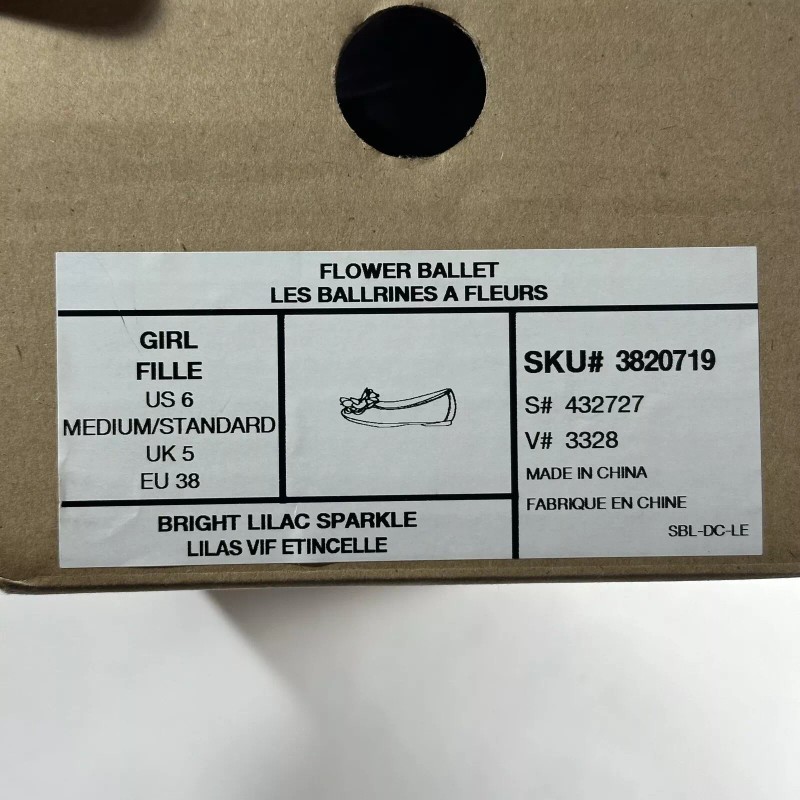 FLOWER BALLET
LES BALLRINES A FLEURS
GIRL
FILLE
US 6
MEDIUM/STANDARD
UK 5
EU 38
SKU# 3820719
S# 432727
V# 3328
MADE IN CHINA
FABRIQUE EN CHINE
SBL-DC-LE
BRIGHT LILAC SPARKLE
LILAS VIF ETINCELLE